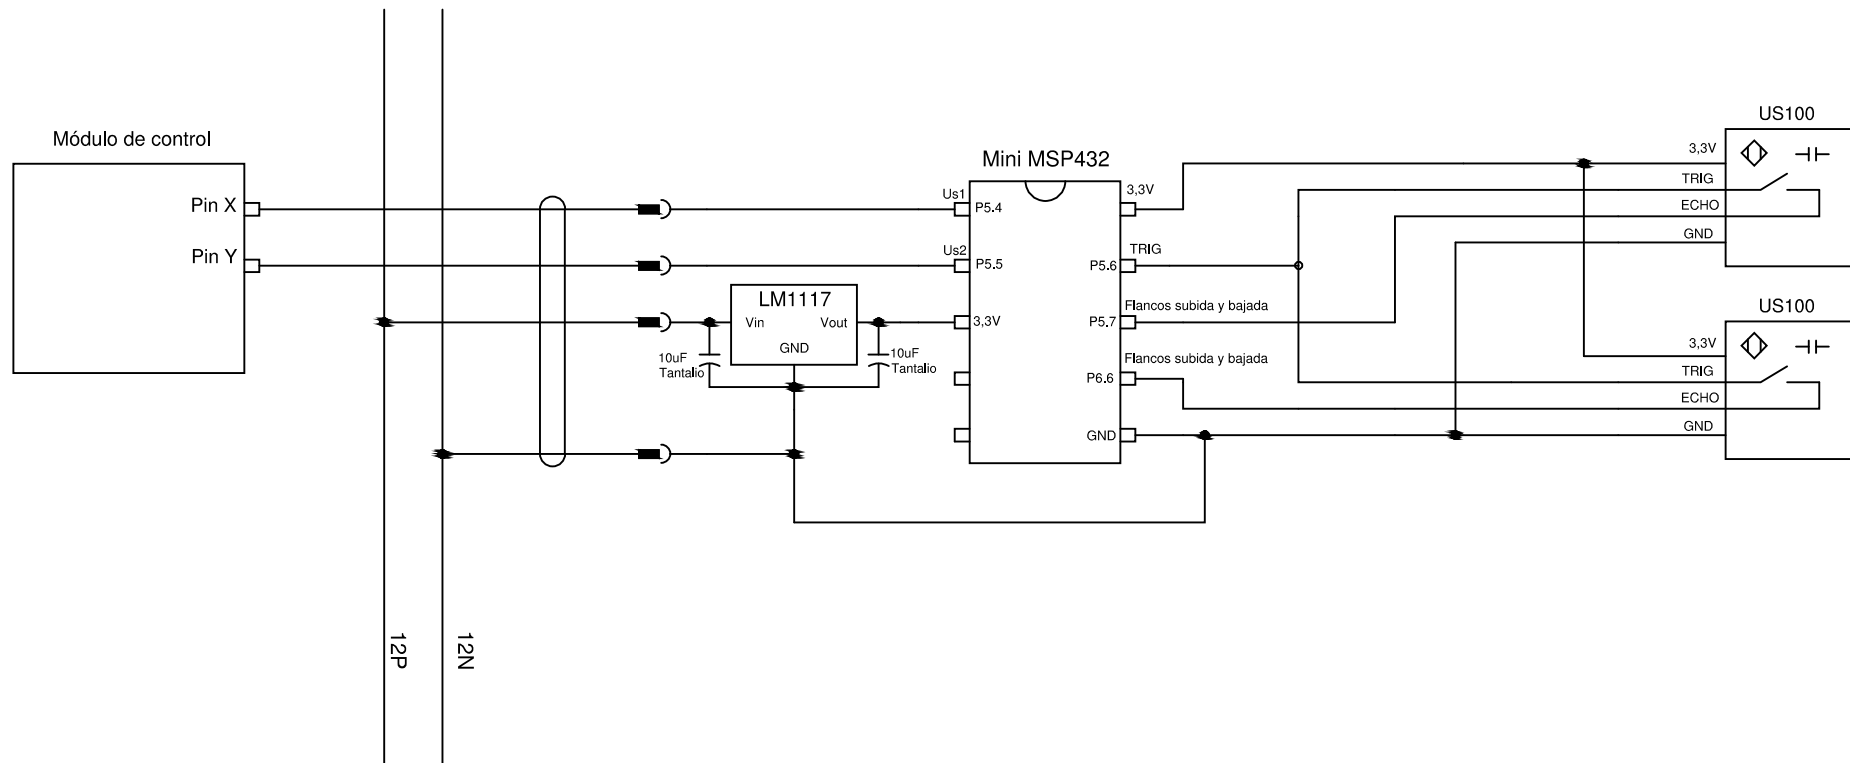 Módulo de control
Pin X
Pin Y
12P
12N
LM1117
Vin
Vout
GND
10uF
Tantalio
10uF
Tantalio
Mini MSP432
Us1
P5.4
Us2
P5.5
3,3V
3,3V
TRIG
P5.6
Flancos subida y bajada
P5.7
Flancos subida y bajada
P6.6
GND
US100
3,3V
TRIG
ECHO
GND
US100
3,3V
TRIG
ECHO
GND